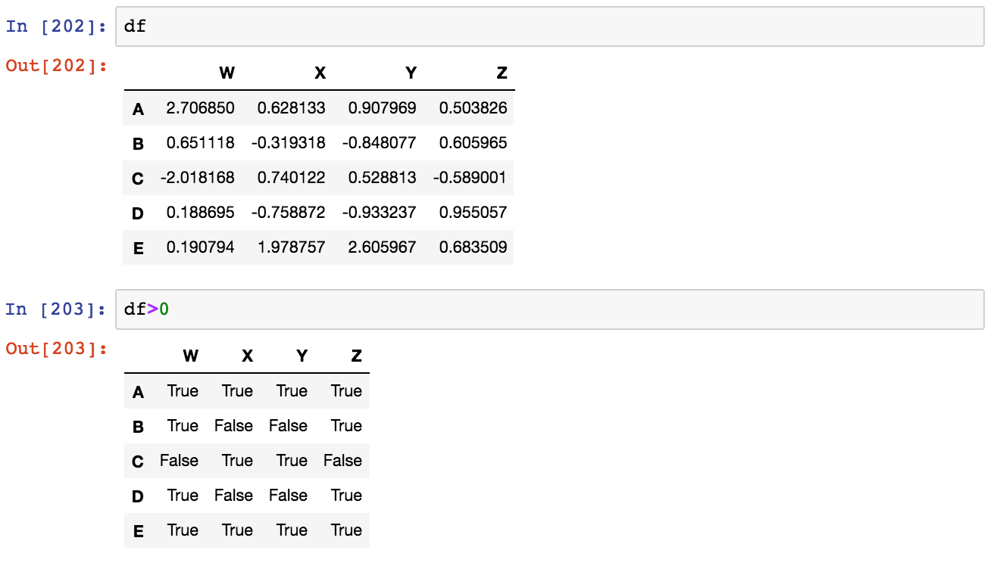 In [202]: df
Out[202]:
W X Y Z
A 2.706850 0.628133 0.907969 0.503826
B 0.651118 -0.319318 -0.848077 0.605965
C -2.018168 0.740122 0.528813 -0.589001
D 0.188695 -0.758872 -0.933237 0.955057
E 0.190794 1.978757 2.605967 0.683509
In [203]: df>0
Out[203]:
W X Y Z
A True True True True
B True False False True
C False True True False
D True False False True
E True True True True